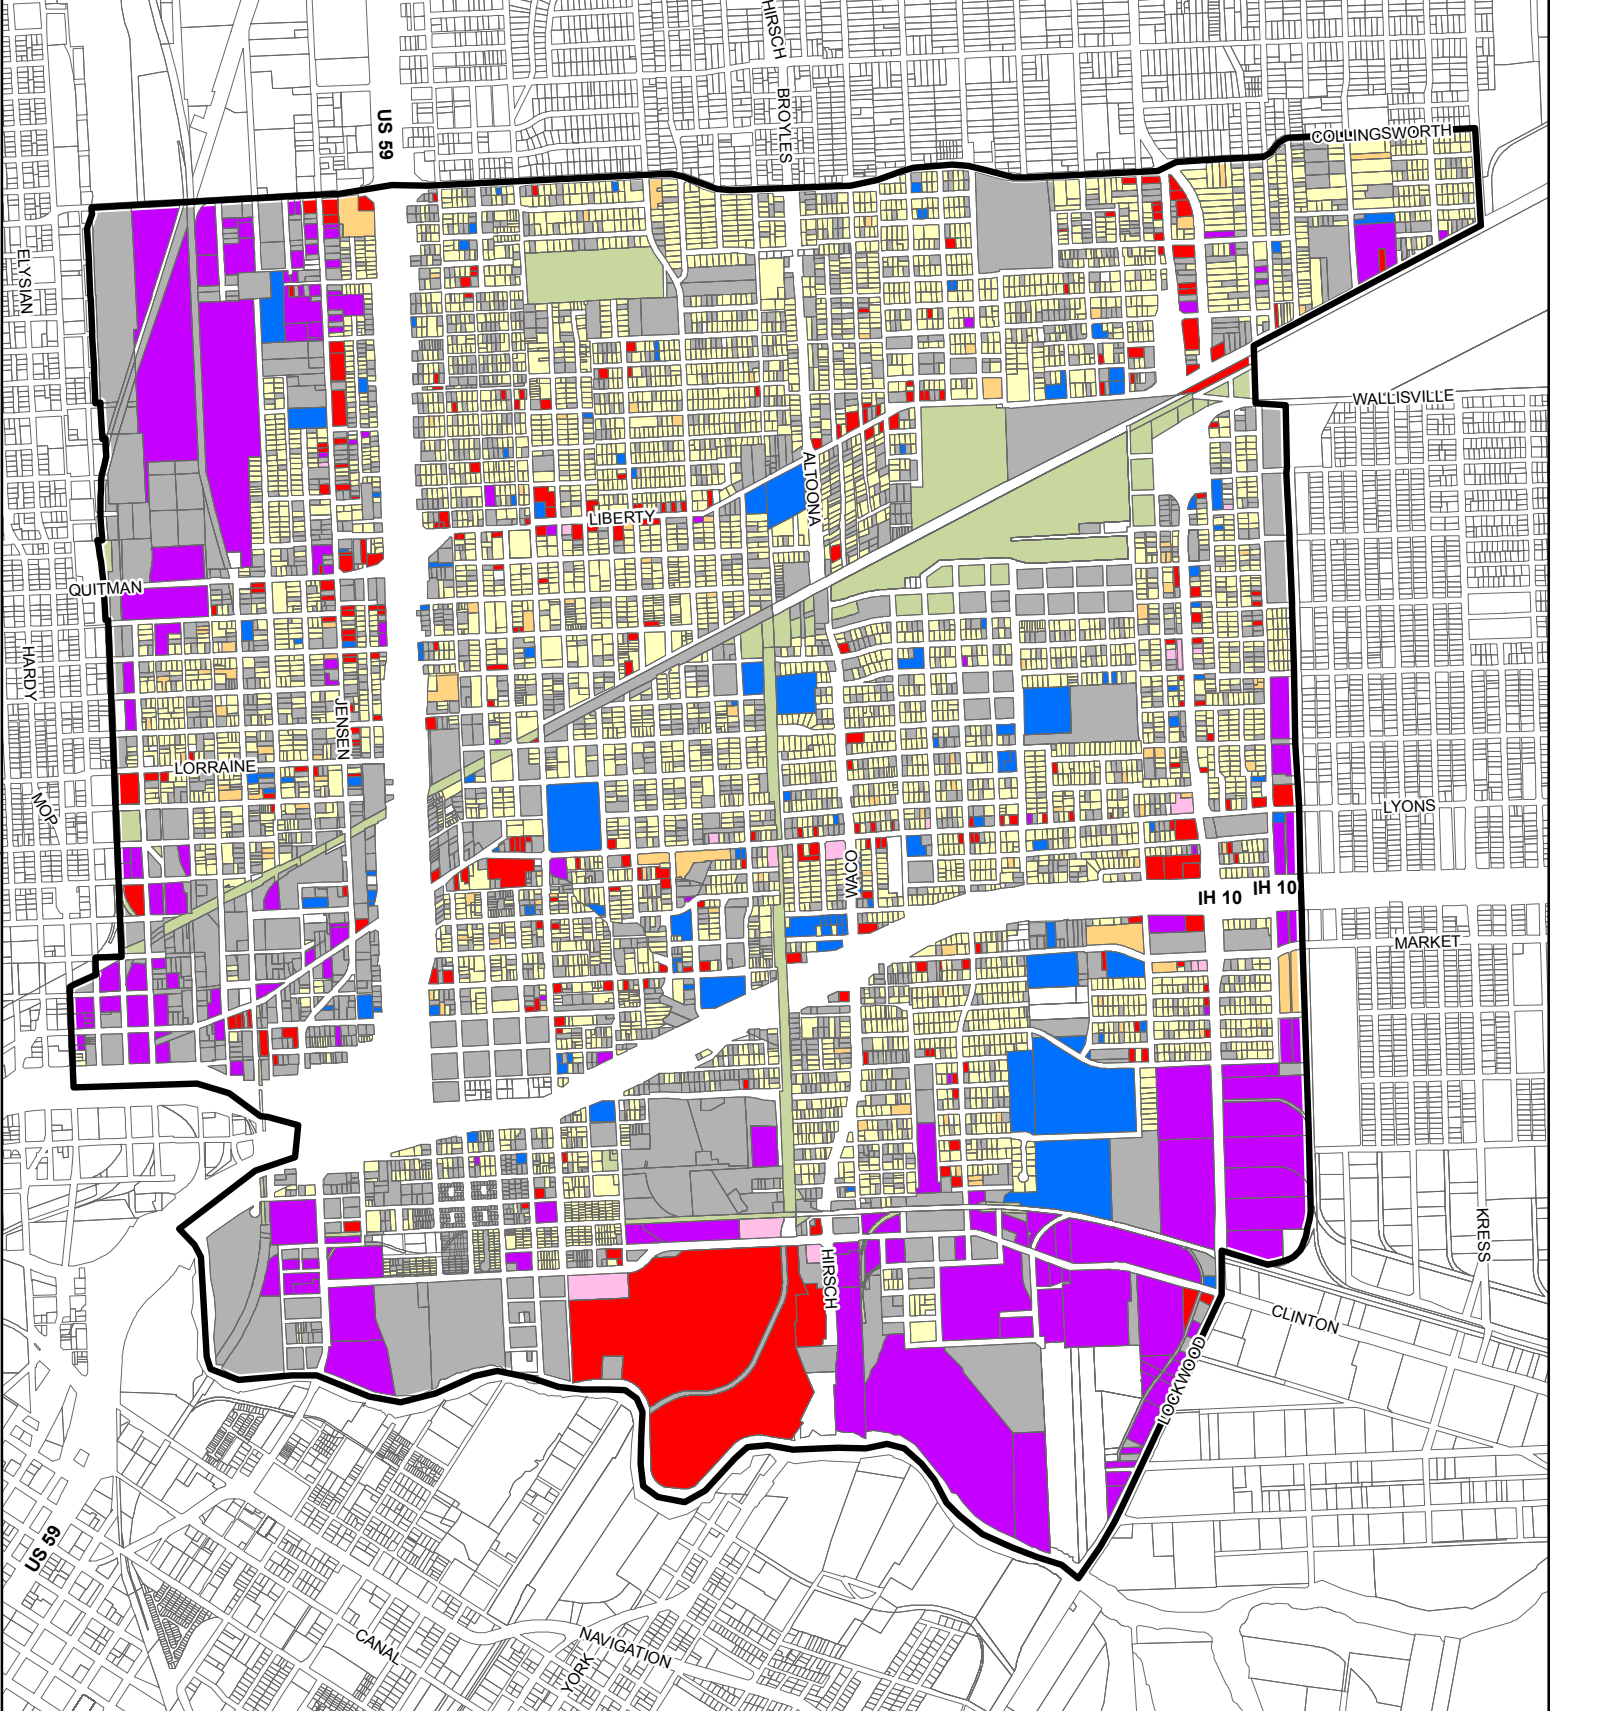 HIRSCH
BROYLES
US 59
COLLINGSWORTH
ELYSIAN
WALLISVILLE
ALTOONA
LIBERTY
QUITMAN
HARDY
JENSEN
LORRAINE
MOP
LYONS
WACO
IH 10
IH 10
MARKET
KRESS
HIRSCH
CLINTON
LOCKWOOD
US 59
CANAL
NAVIGATION
YORK